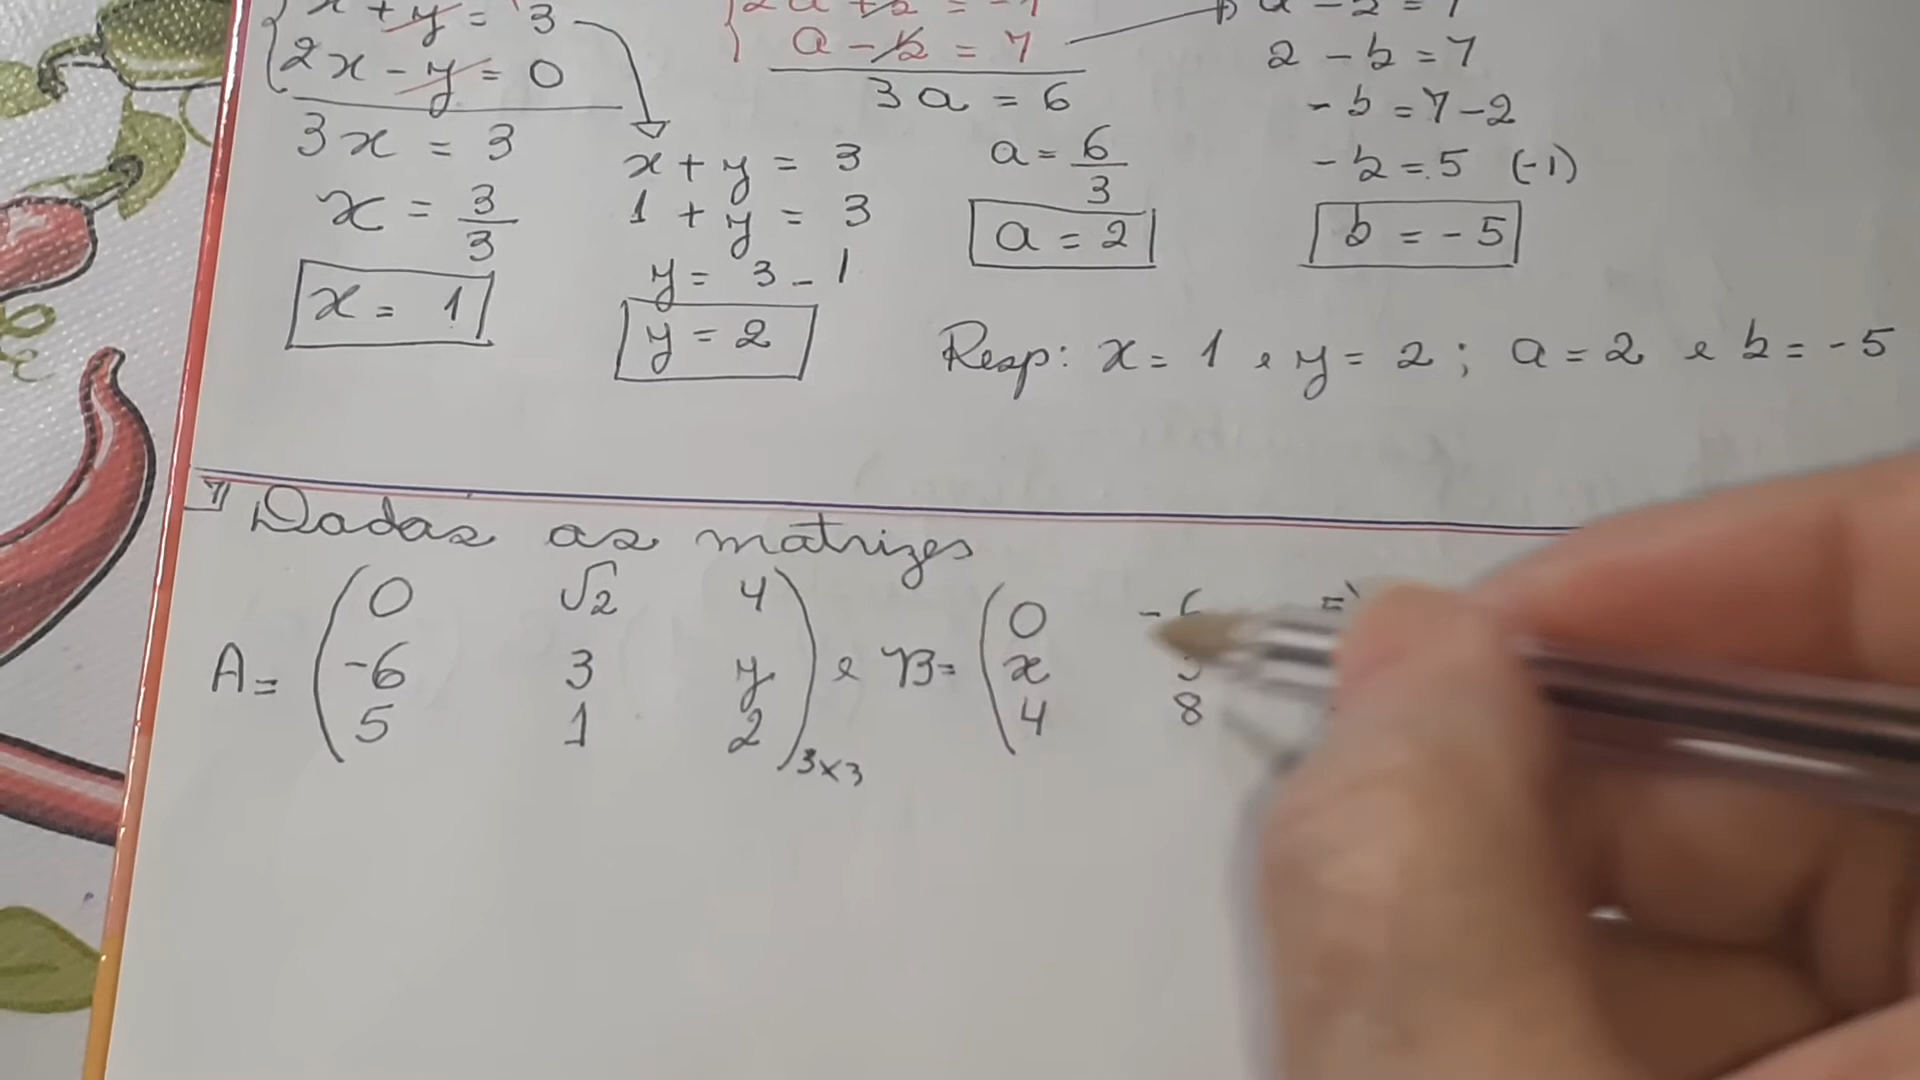 x + y = 3
2x - y = 0
3x = 3
x = 3/3
x = 1
x + y = 3
1 + y = 3
y = 3 - 1
y = 2
a - b = 7
3a = 6
a = 6/3
a = 2
2 - b = 7
- b = 7 - 2
- b = 5 (-1)
b = -5
Resp: x = 1 e y = 2 ; a = 2 e b = -5
7 Dadas as matrizes
A = ( 0 √2 4
-6 3 y
5 1 2 ) 3x3
e B = ( 0
x
4 8